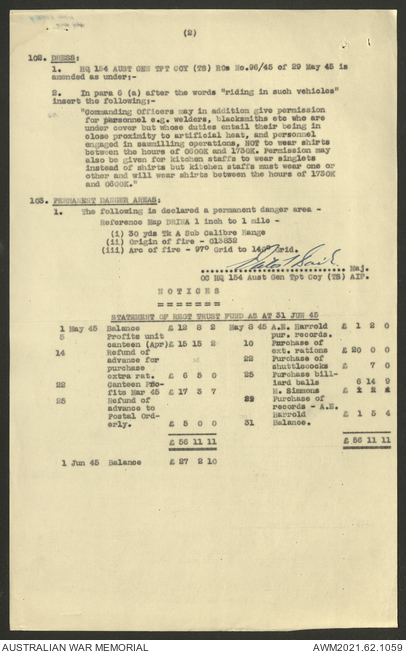 (2)
102. DRESS:
1. HQ 154 AUST GEN TPT COY (TS) ROs No.96/45 of 29 May 45 is
amended as under:-
2. In para 6 (a) after the words "riding in such vehicles"
insert the following:-
"Commanding Officers may in addition give permission
for personnel e.g. welders, blacksmiths etc who are
under cover but whose duties entail their being in
close proximity to artificial heat, and personnel
engaged in sawmilling operations, NOT to wear shirts
between the hours of 0600K and 1730K. Permission may
also be given for kitchen staffs to wear singlets
instead of shirts but kitchen staffs must wear one or
other and will wear shirts between the hours of 1730K
and 0600K."
103. PERMANENT DANGER AREAS:
1. The following is declared a permanent danger area -
Reference Map 1 inch to 1 mile -
(i) 30 yds Tk A Sub Calibre Range
(ii) Origin of fire - 013832
(iii) Arc of fire - 97° Grid to 140° Grid.
Maj.
OC HQ 154 Aust Gen Tpt Coy (TS) AIF.
NOTICES
=======
STATEMENT OF REGT TRUST FUND AS AT 31 JUN 45
1 May 45 Balance £ 12 8 2 May 8 45 A.E. Harrold £ 1 2 0
5 Profits unit pur. records.
canteen (Apr) £ 15 15 2 10 Purchase of
14 Refund of ext. rations £ 20 0 0
advance for 22 Purchase of
purchase shuttlecocks £ 7 0
extra rat. £ 6 5 0 25 Purchase bill-
22 Canteen Pro- iard balls 6 14 9
fits Mar 45 £ 17 3 7 H. Simmons £
25 Refund of Purchase of
advance to records - A.E.
Postal Ord- Harrold £ 1 5 4
erly. £ 5 0 0 31 Balance.
£ 56 11 11 £ 56 11 11
1 Jun 45 Balance £ 27 2 10
AUSTRALIAN WAR MEMORIAL AWM2021.62.1059